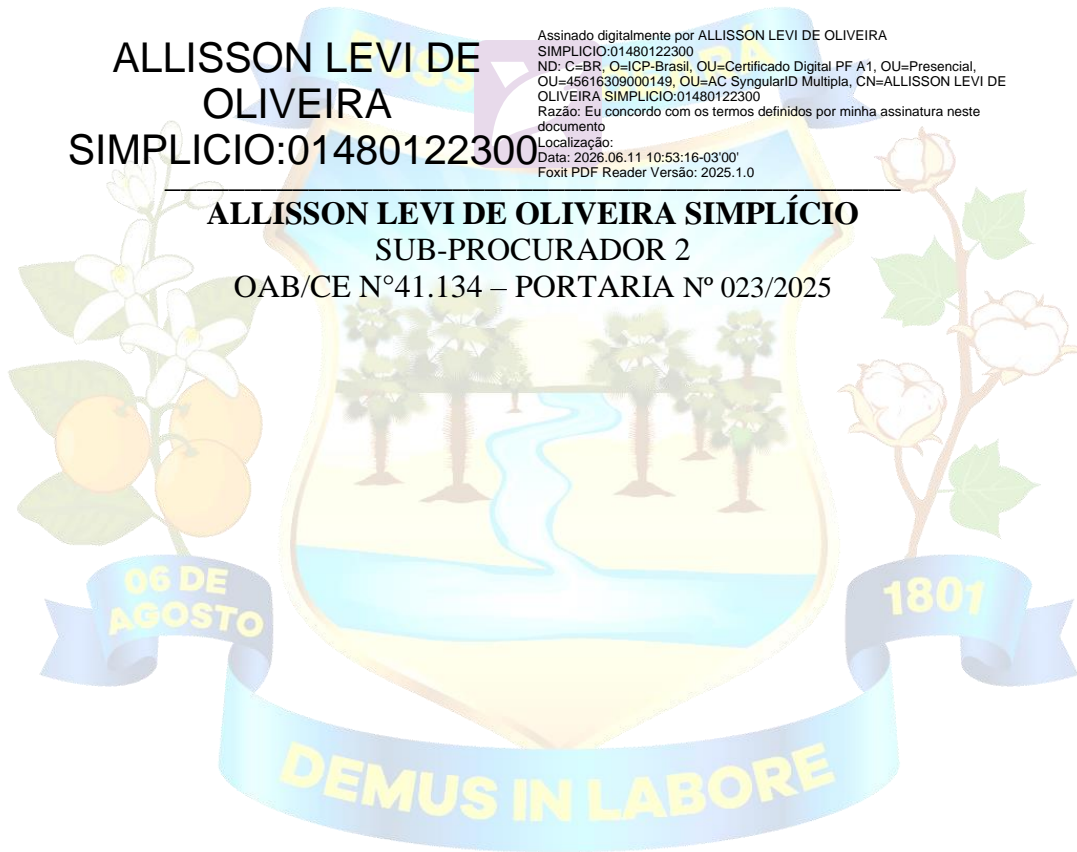 ALLISSON LEVI DE
OLIVEIRA
SIMPLICIO:01480122300
Assinado digitalmente por ALLISSON LEVI DE OLIVEIRA
SIMPLICIO:01480122300
ND: C=BR, O=ICP-Brasil, OU=Certificado Digital PF A1, OU=Presencial,
OU=45616309000149, OU=AC SyngularID Multipla, CN=ALLISSON LEVI DE
OLIVEIRA SIMPLICIO:01480122300
Razão: Eu concordo com os termos definidos por minha assinatura neste
documento
Localização:
Data: 2026.06.11 10:53:16-03'00'
Foxit PDF Reader Versão: 2025.1.0
ALLISSON LEVI DE OLIVEIRA SIMPLÍCIO
SUB-PROCURADOR 2
OAB/CE N°41.134 – PORTARIA Nº 023/2025
06 DE
AGOSTO
1801
DEMUS IN LABORE